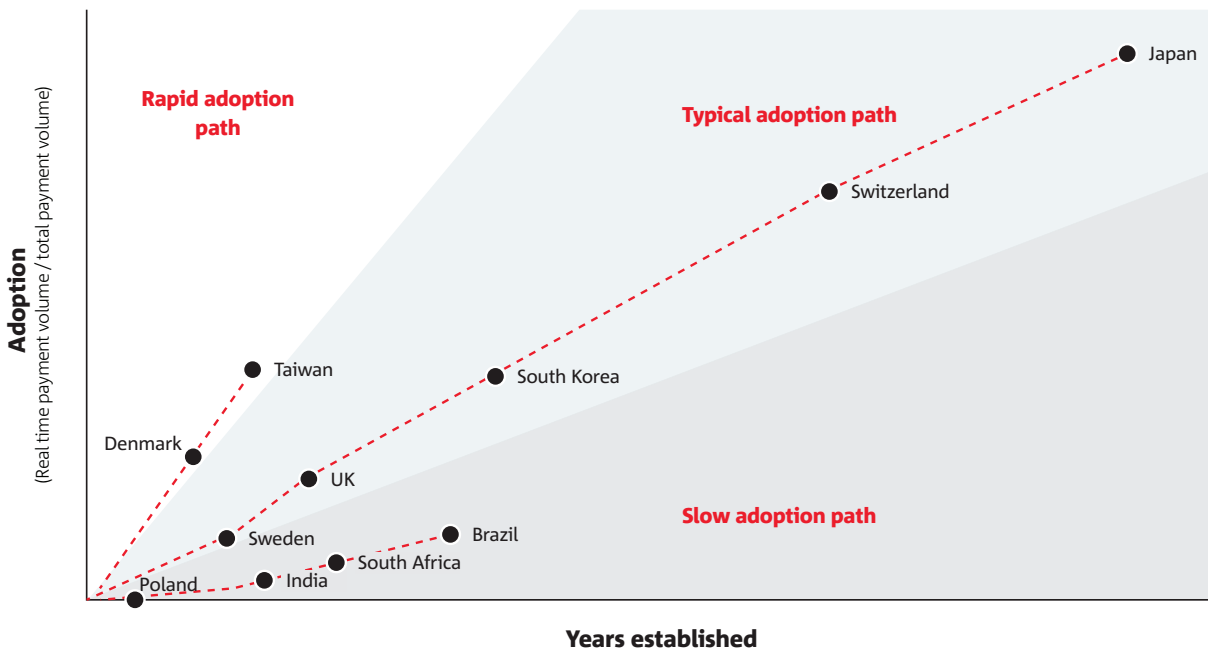 Rapid adoption
path
Typical adoption path
Japan
Switzerland
Adoption
(Real time payment volume / total payment volume)
Taiwan
South Korea
Denmark
UK
Slow adoption path
Sweden
Brazil
South Africa
Poland
India
Years established